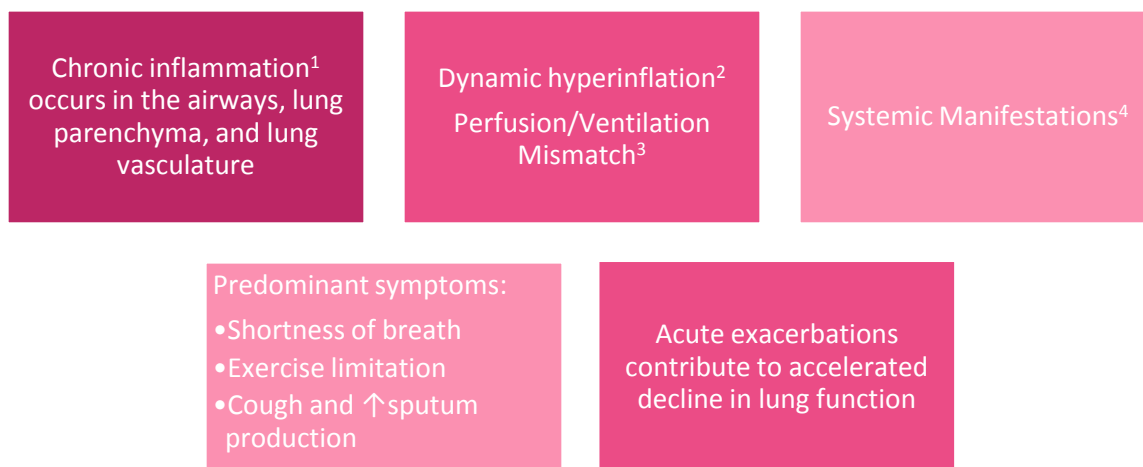 Chronic inflammation¹
occurs in the airways, lung
parenchyma, and lung
vasculature
Dynamic hyperinflation²
Perfusion/Ventilation
Mismatch³
Systemic Manifestations⁴
Predominant symptoms:
•Shortness of breath
•Exercise limitation
•Cough and ↑sputum
production
Acute exacerbations
contribute to accelerated
decline in lung function